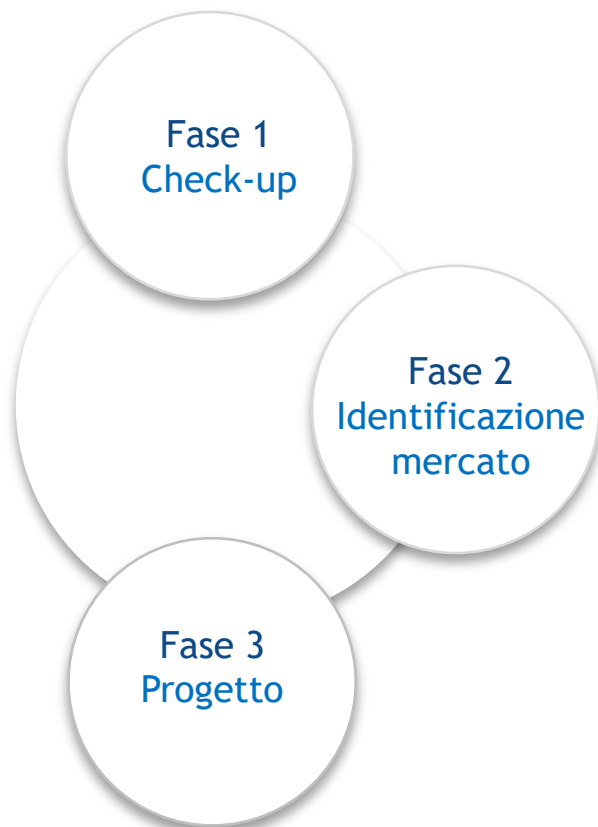 Fase 1
Check-up
Fase 2
Identificazione
mercato
Fase 3
Progetto